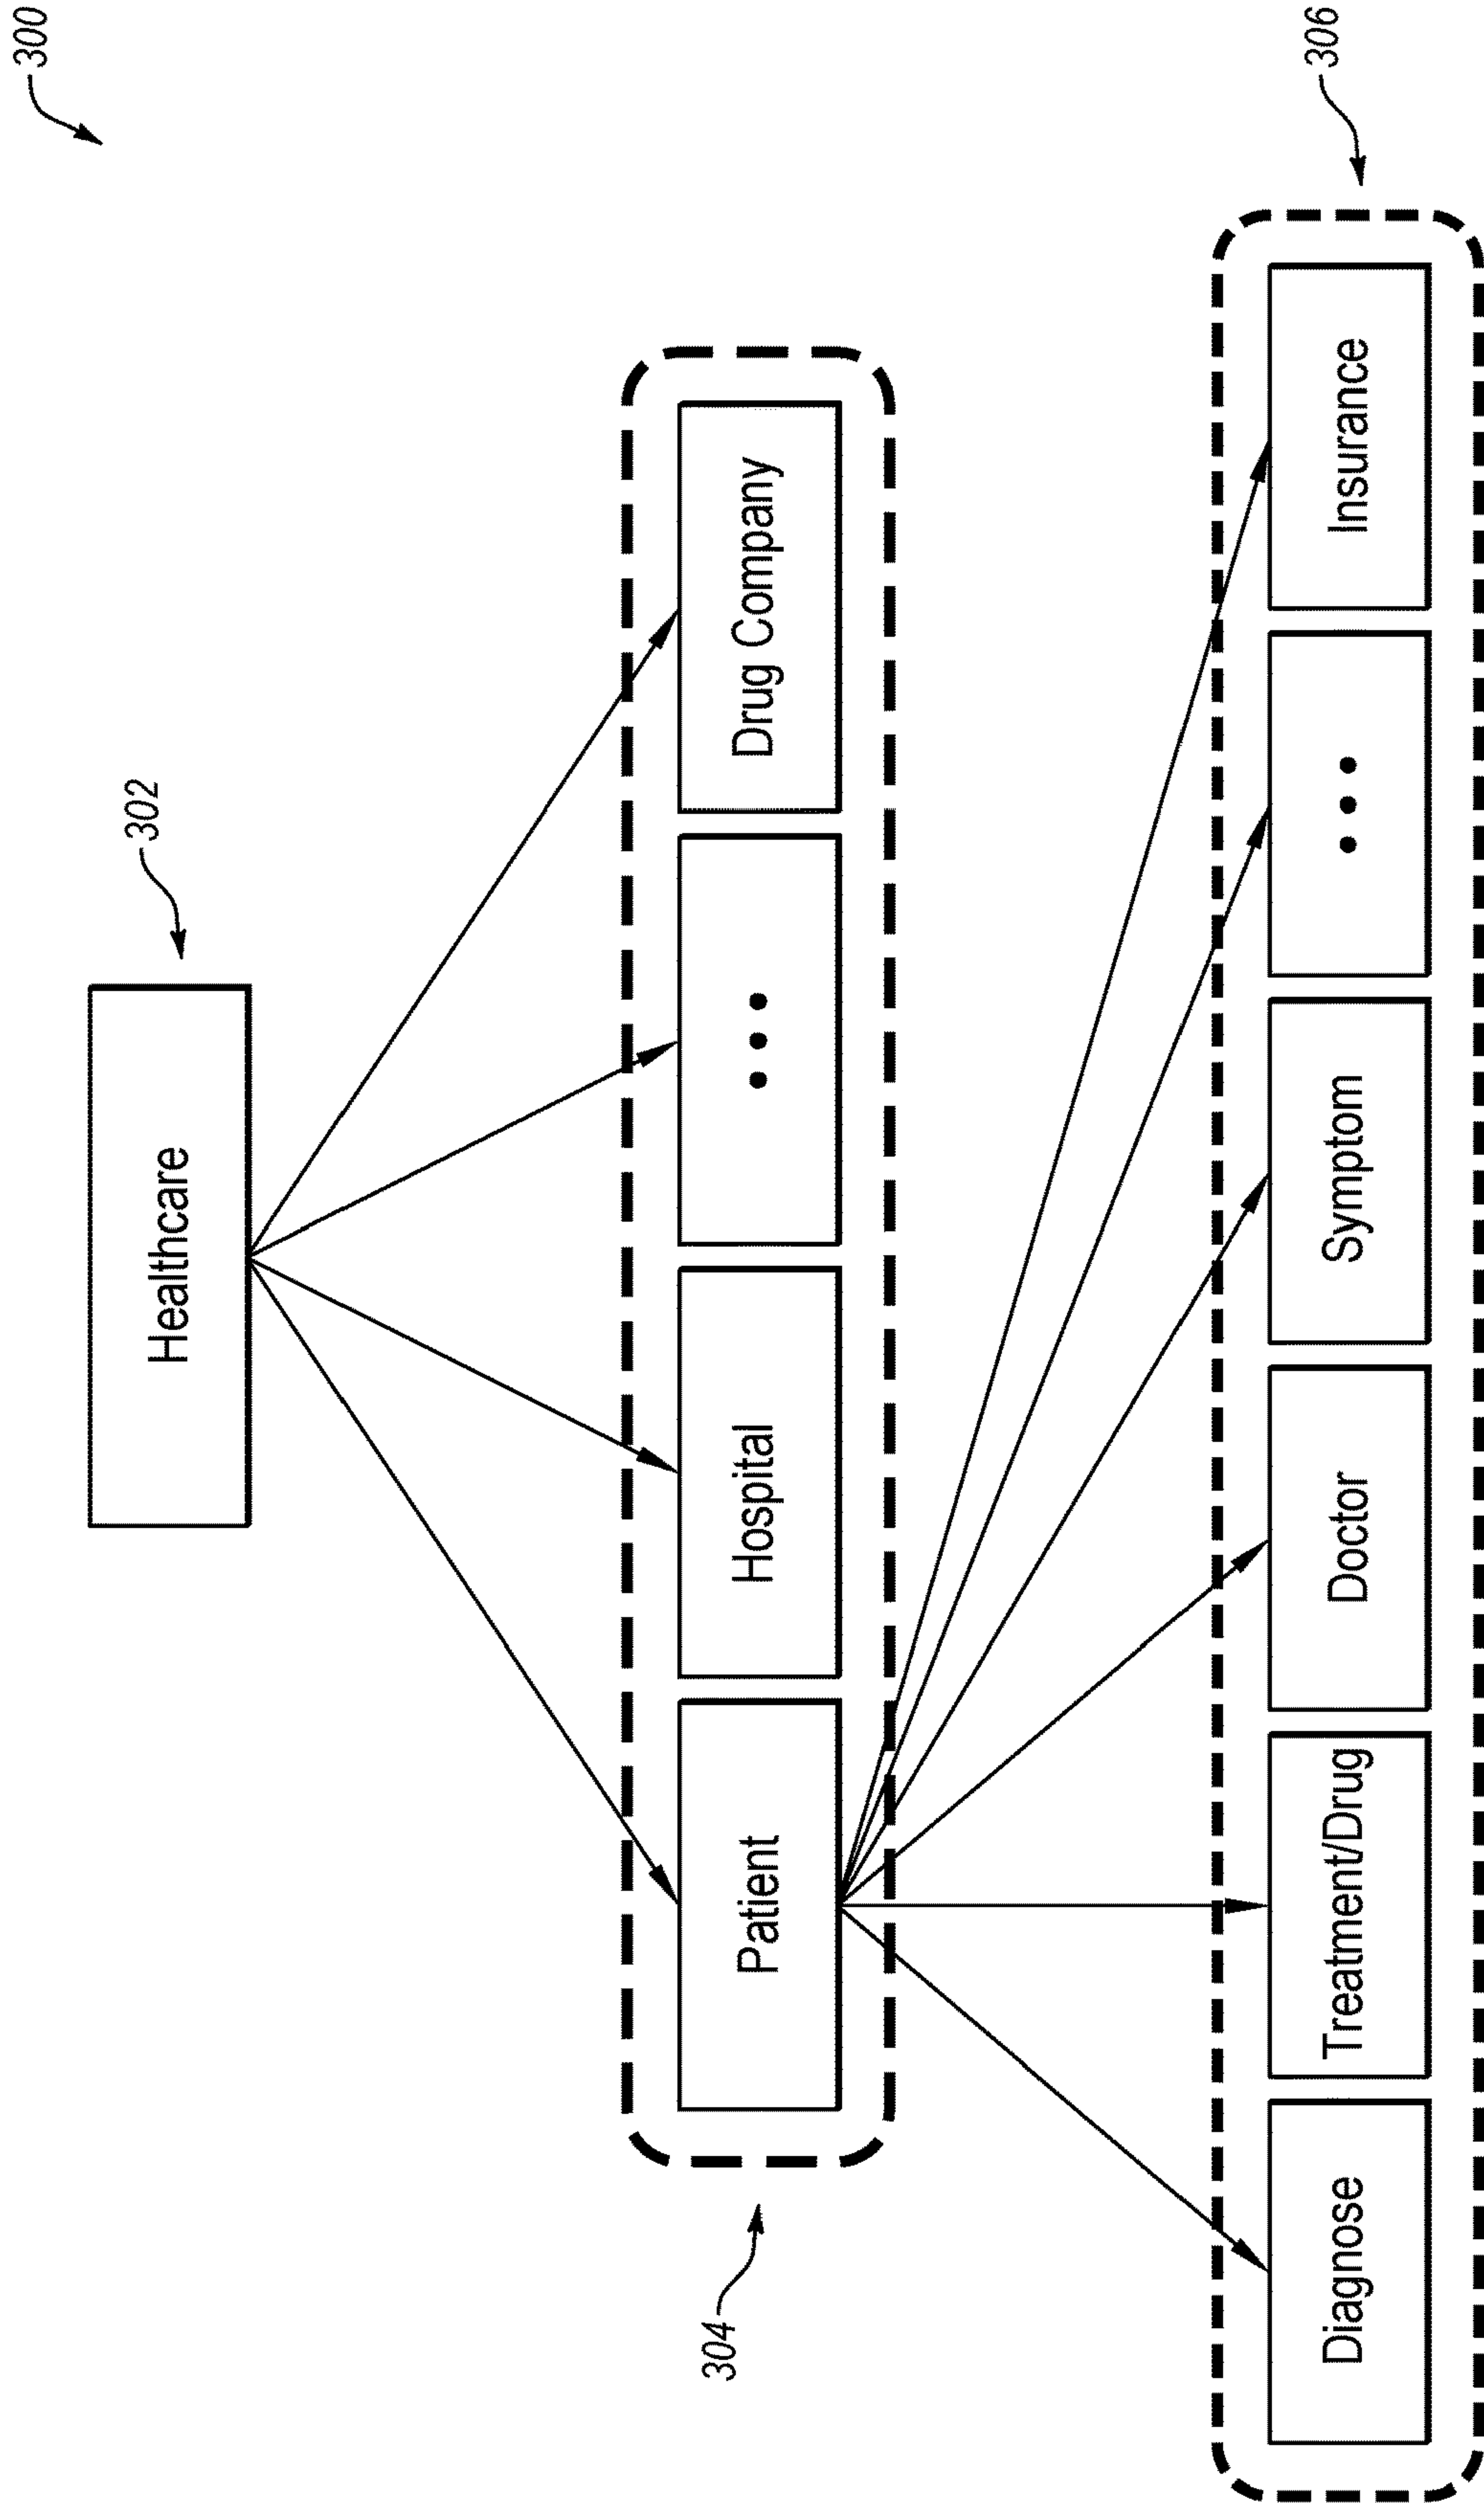 300
302
Healthcare
304
Patient
Hospital
...
Drug Company
306
Diagnose
Treatment/Drug
Doctor
Symptom
...
Insurance